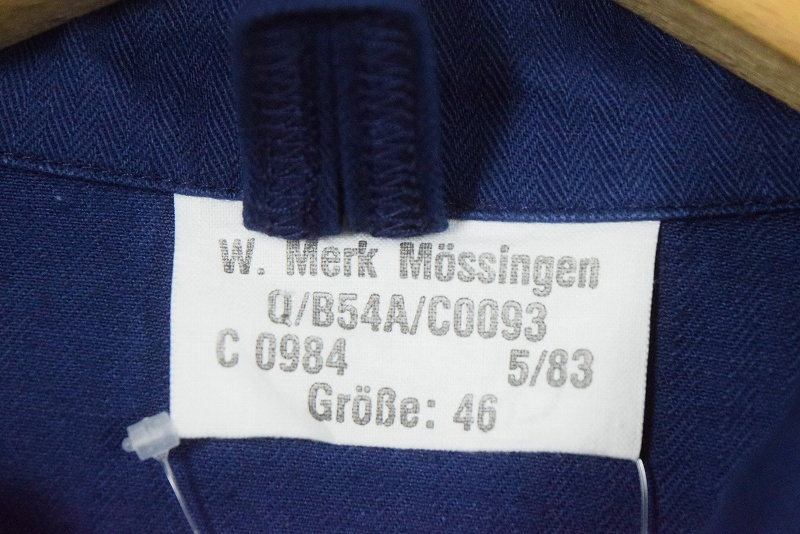 W. Merk Mössingen
Q/B54A/C0093
C 0984 5/83
Größe: 46